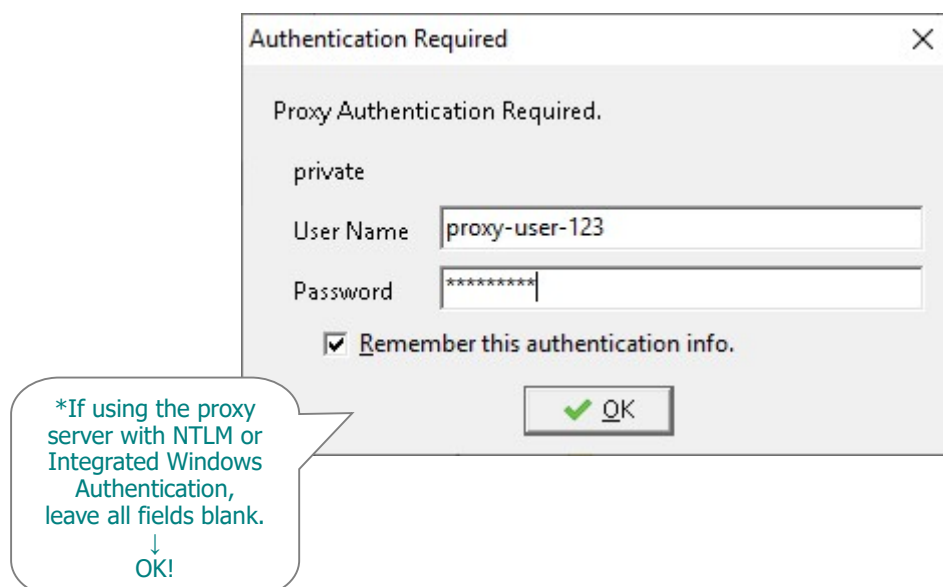 Authentication Required
Proxy Authentication Required.
private
User Name proxy-user-123
Password *********
Remember this authentication info.
OK
*If using the proxy
server with NTLM or
Integrated Windows
Authentication,
leave all fields blank.
↓
OK!